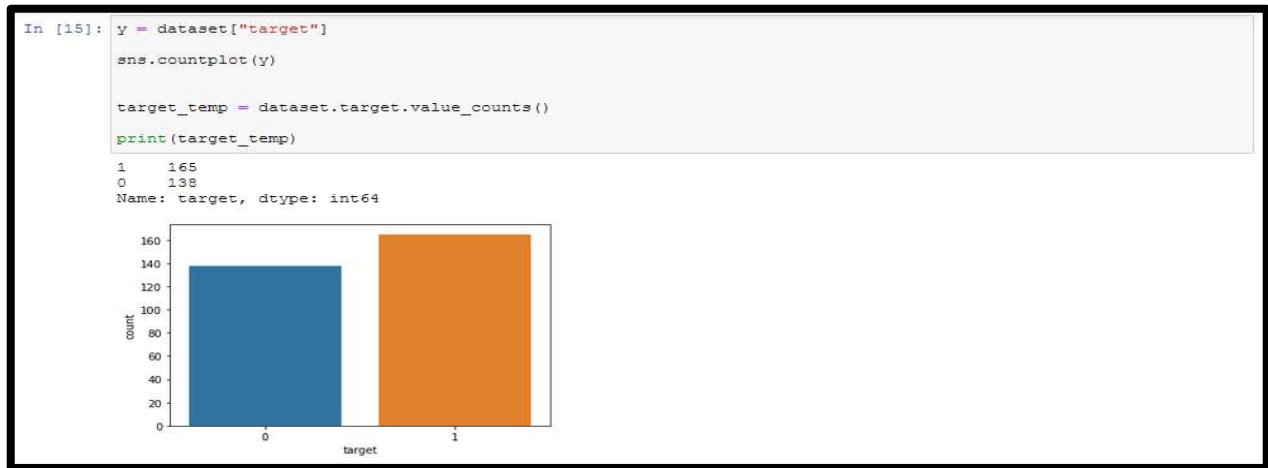 In [15]: y = dataset["target"]
sns.countplot(y)
target_temp = dataset.target.value_counts()
print(target_temp)
1 165
0 138
Name: target, dtype: int64
160
140
120
100
80
60
40
20
0
count
0 1
target